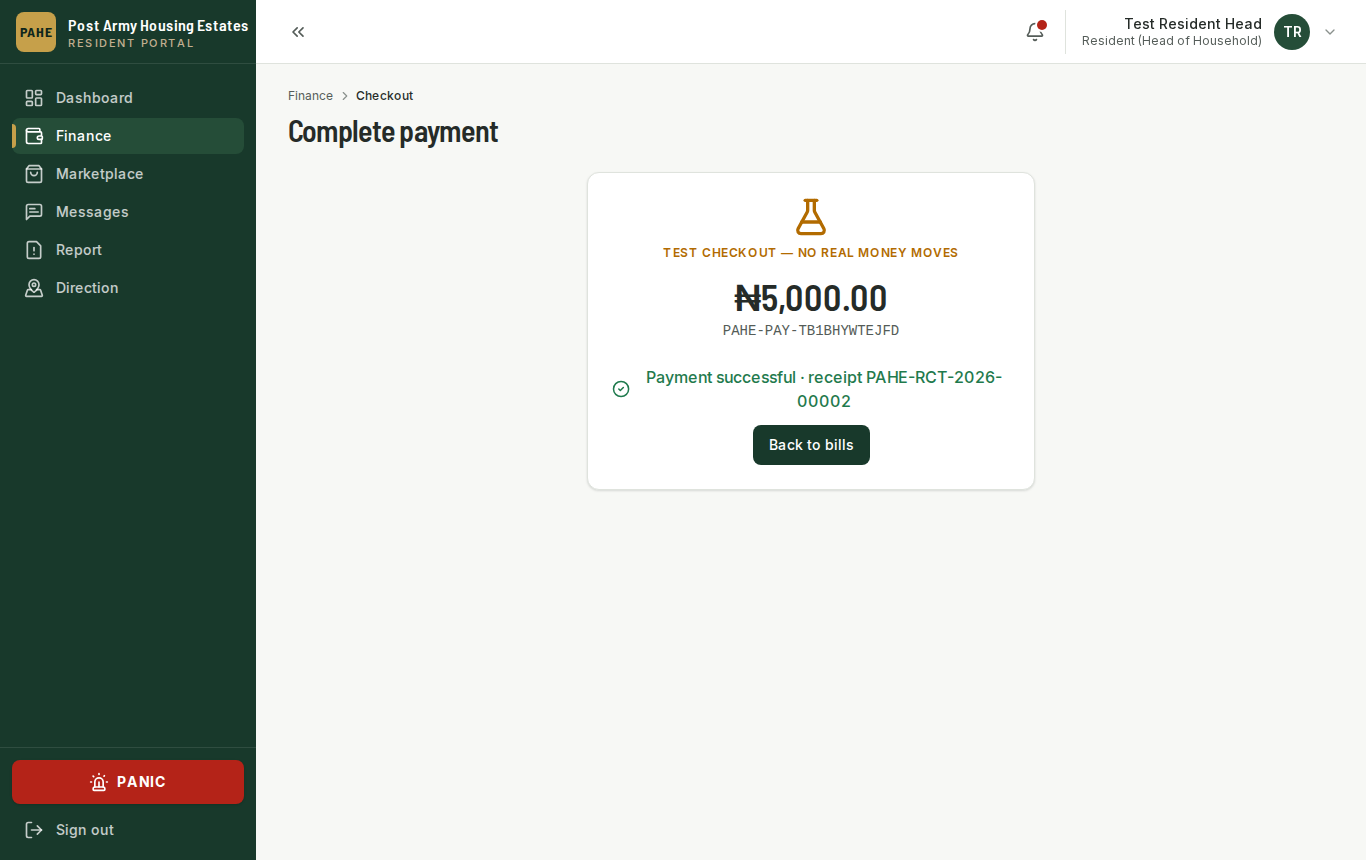 PAHE
Post Army Housing Estates
RESIDENT PORTAL
Dashboard
Finance
Marketplace
Messages
Report
Direction
PANIC
Sign out
Test Resident Head
Resident (Head of Household)
TR
Finance
Checkout
Complete payment
TEST CHECKOUT — NO REAL MONEY MOVES
₦5,000.00
PAHE-PAY-TB1BHYWTEJFD
Payment successful · receipt PAHE-RCT-2026-
00002
Back to bills